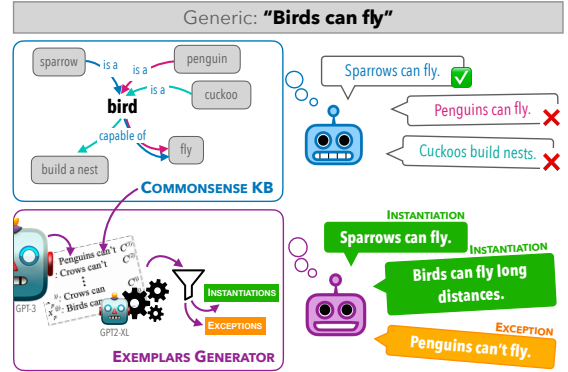 Generic: "Birds can fly"
sparrow
is a
is a
penguin
is a
cuckoo
bird
capable of
fly
build a nest
COMMONSENSE KB
Sparrows can fly.
Penguins can fly.
Cuckoos build nests.
GPT-3
Penguins can't
: Crows can't
: Crows can
: Birds can
GPT2-XL
INSTANTIATIONS
EXCEPTIONS
EXEMPLARS GENERATOR
INSTANTIATION
Sparrows can fly.
INSTANTIATION
Birds can fly long
distances.
EXCEPTION
Penguins can't fly.